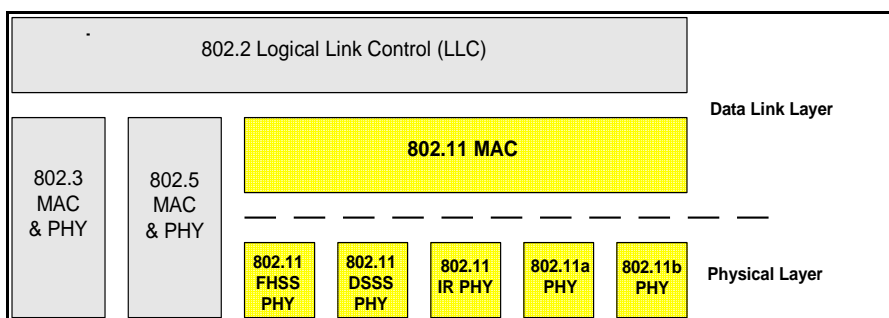 802.2 Logical Link Control (LLC)
Data Link Layer
802.11 MAC
802.3
MAC
& PHY
802.5
MAC
& PHY
802.11
FHSS
PHY
802.11
DSSS
PHY
802.11
IR PHY
802.11a
PHY
802.11b
PHY
Physical Layer